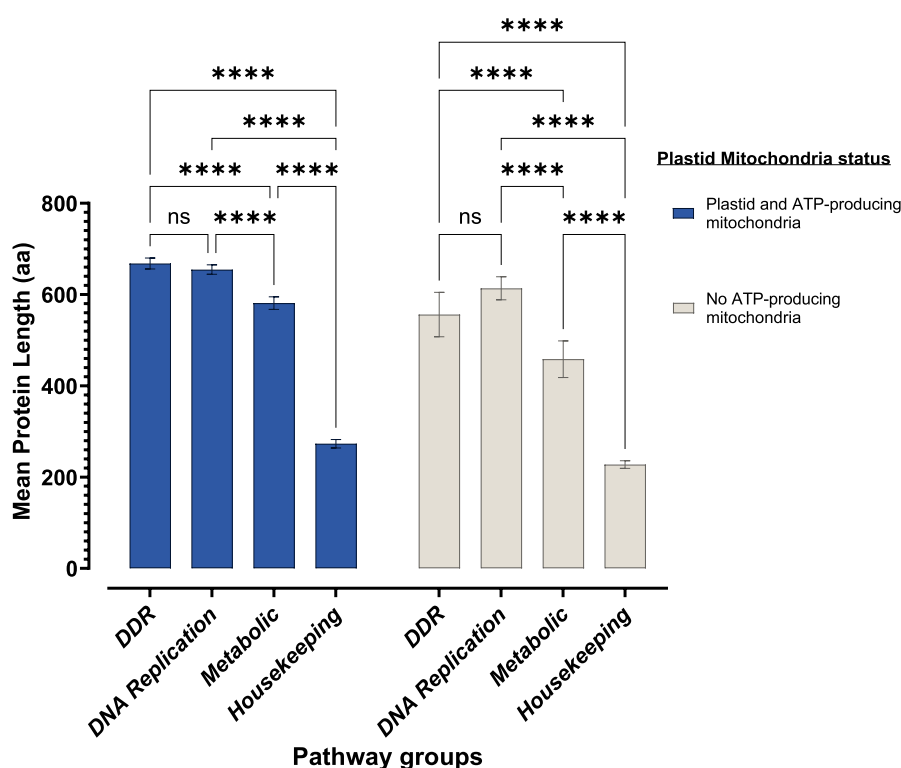 ****
****
****
****
****
****
****
****
****
ns
****
ns
****
Plastid Mitochondria status
Plastid and ATP-producing
mitochondria
No ATP-producing
mitochondria
Mean Protein Length (aa)
800
600
400
200
0
DDR
DNA Replication
Metabolic
Housekeeping
DDR
DNA Replication
Metabolic
Housekeeping
Pathway groups